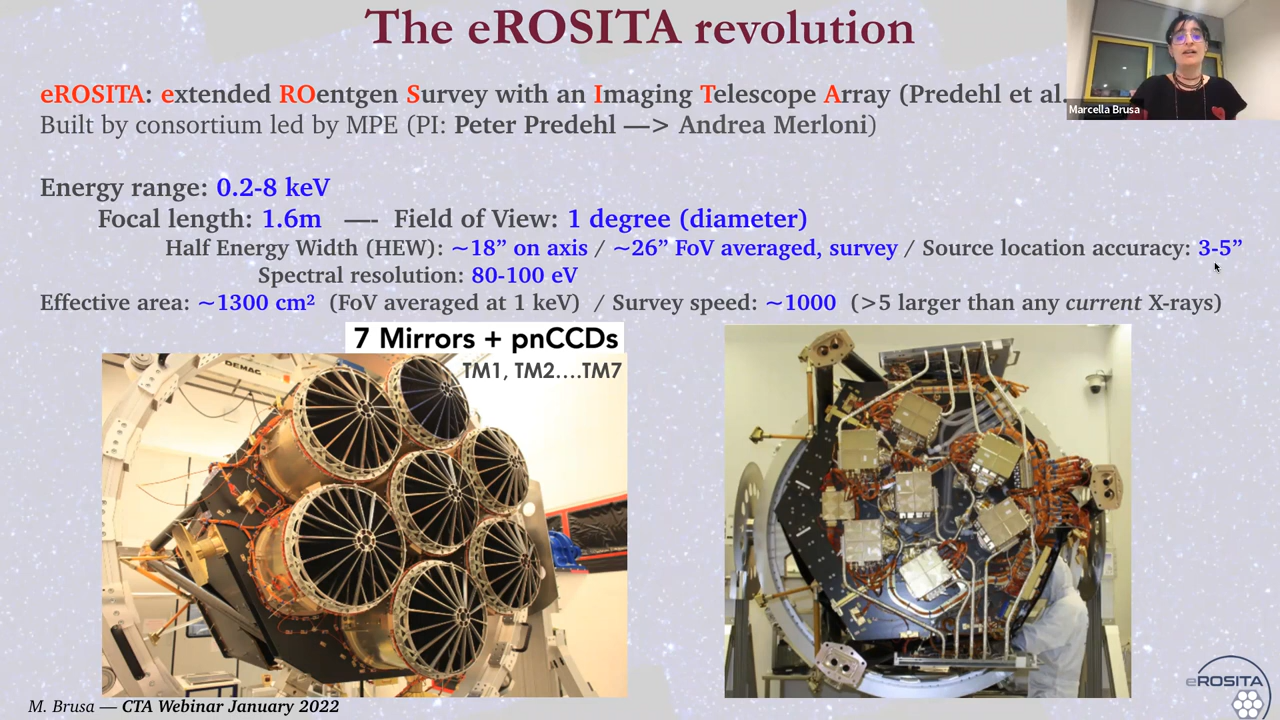 The eROSITA revolution
eROSITA: extended ROentgen Survey with an Imaging Telescope Array (Predehl et al.
Marcella Brusa
Built by consortium led by MPE (PI: Peter Predehl —> Andrea Merloni)
Energy range: 0.2-8 keV
Focal length: 1.6m —- Field of View: 1 degree (diameter)
Half Energy Width (HEW): ~18” on axis / ~26” FoV averaged, survey / Source location accuracy: 3-5”
Spectral resolution: 80-100 eV
Effective area: ~1300 cm² (FoV averaged at 1 keV) / Survey speed: ~1000 (>5 larger than any current X-rays)
7 Mirrors + pnCCDs
TM1, TM2....TM7
DEMAG
M. Brusa — CTA Webinar January 2022
eROSITA